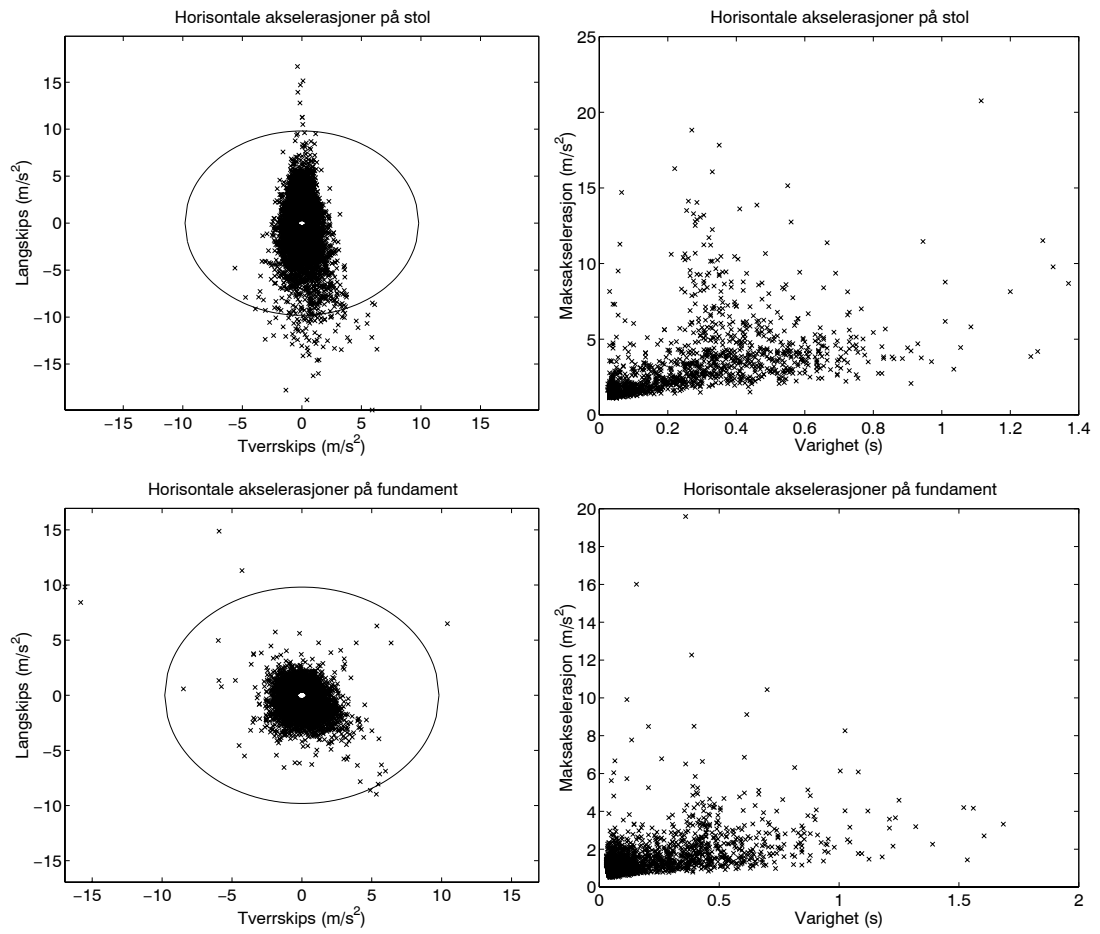 Horisontale akselerasjoner på stol
15
10
5
0
−5
−10
−15
−15 −10 −5 0 5 10 15
Langskips (m/s²)
Tverrskips (m/s²)
Horisontale akselerasjoner på stol
25
20
15
10
5
0
0 0.2 0.4 0.6 0.8 1 1.2 1.4
Maksakselerasjon (m/s²)
Varighet (s)
Horisontale akselerasjoner på fundament
15
10
5
0
−5
−10
−15
−15 −10 −5 0 5 10 15
Langskips (m/s²)
Tverrskips (m/s²)
Horisontale akselerasjoner på fundament
20
18
16
14
12
10
8
6
4
2
0
0 0.5 1 1.5 2
Maksakselerasjon (m/s²)
Varighet (s)